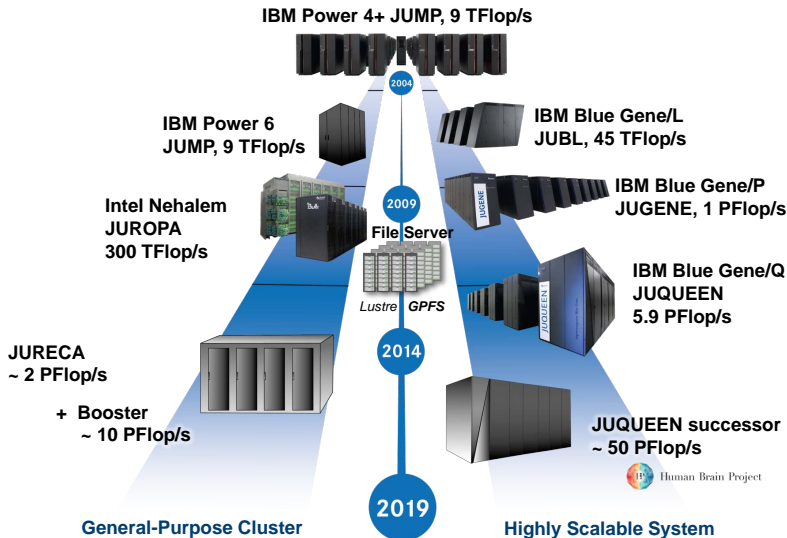 IBM Power 4+ JUMP, 9 TFlop/s
2004
IBM Power 6
JUMP, 9 TFlop/s
IBM Blue Gene/L
JUBL, 45 TFlop/s
Intel Nehalem
JUROPA
300 TFlop/s
2009
File Server
Lustre GPFS
JUGENE
IBM Blue Gene/P
JUGENE, 1 PFlop/s
JUQUEEN
IBM Blue Gene/Q
JUQUEEN
5.9 PFlop/s
2014
JURECA
~ 2 PFlop/s
+ Booster
~ 10 PFlop/s
JUQUEEN successor
~ 50 PFlop/s
Human Brain Project
2019
General-Purpose Cluster
Highly Scalable System